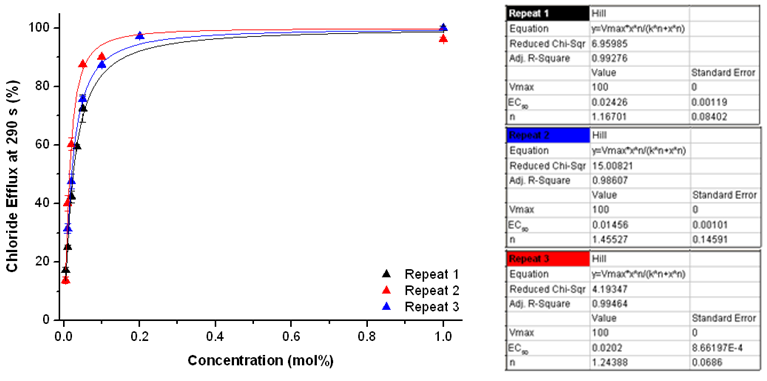 Chloride Efflux at 290 s (%)
100
80
60
40
20
0
0.0 0.2 0.4 0.6 0.8 1.0
Concentration (mol%)
Repeat 1
Repeat 2
Repeat 3
Repeat 1 Hill
Equation y=Vmax*x^n/(k^n+x^n)
Reduced Chi-Sqr 6.95985
Adj. R-Square 0.99276
Value Standard Error
Vmax 100 0
EC50 0.02426 0.00119
n 1.16701 0.08402
Repeat 2 Hill
Equation y=Vmax*x^n/(k^n+x^n)
Reduced Chi-Sqr 15.00821
Adj. R-Square 0.98607
Value Standard Error
Vmax 100 0
EC50 0.01456 0.00101
n 1.45527 0.14591
Repeat 3 Hill
Equation y=Vmax*x^n/(k^n+x^n)
Reduced Chi-Sqr 4.19347
Adj. R-Square 0.99464
Value Standard Error
Vmax 100 0
EC50 0.0202 8.66197E-4
n 1.24388 0.0686